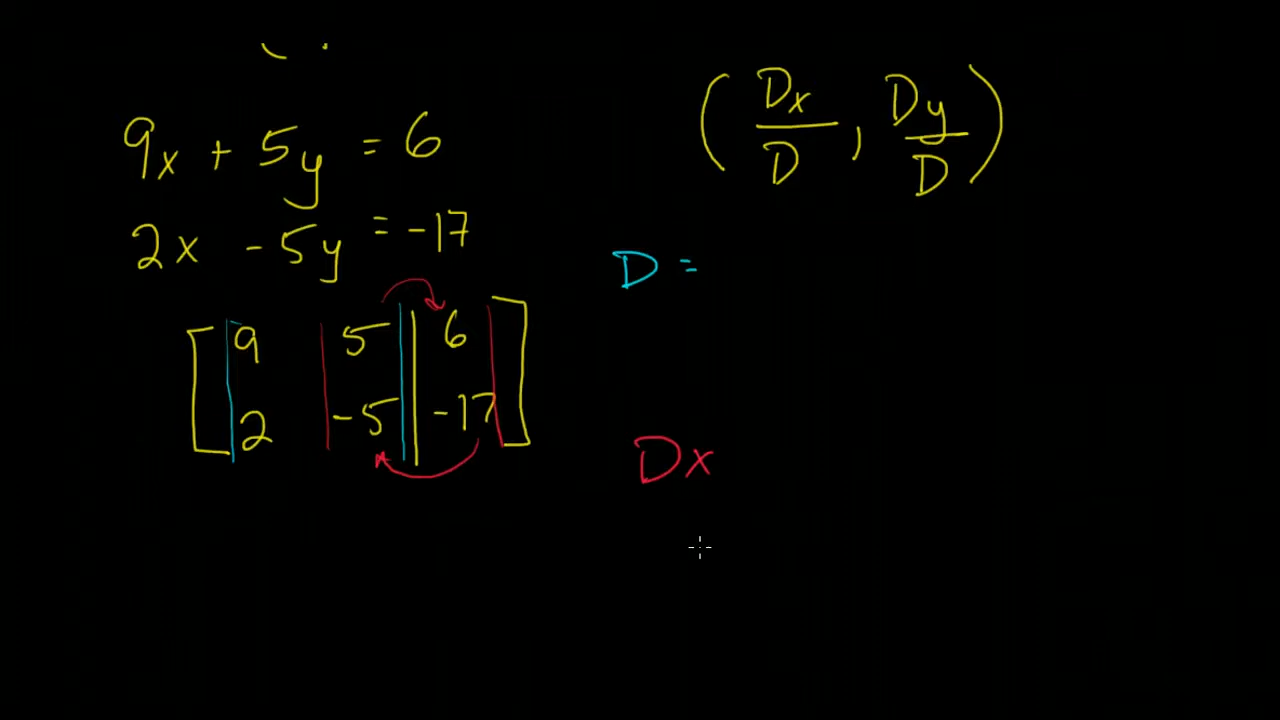 9x + 5y = 6
2x - 5y = -17
[ 9 5 | 6 ]
[ 2 -5 | -17 ]
( Dx/D , Dy/D )
D =
Dx